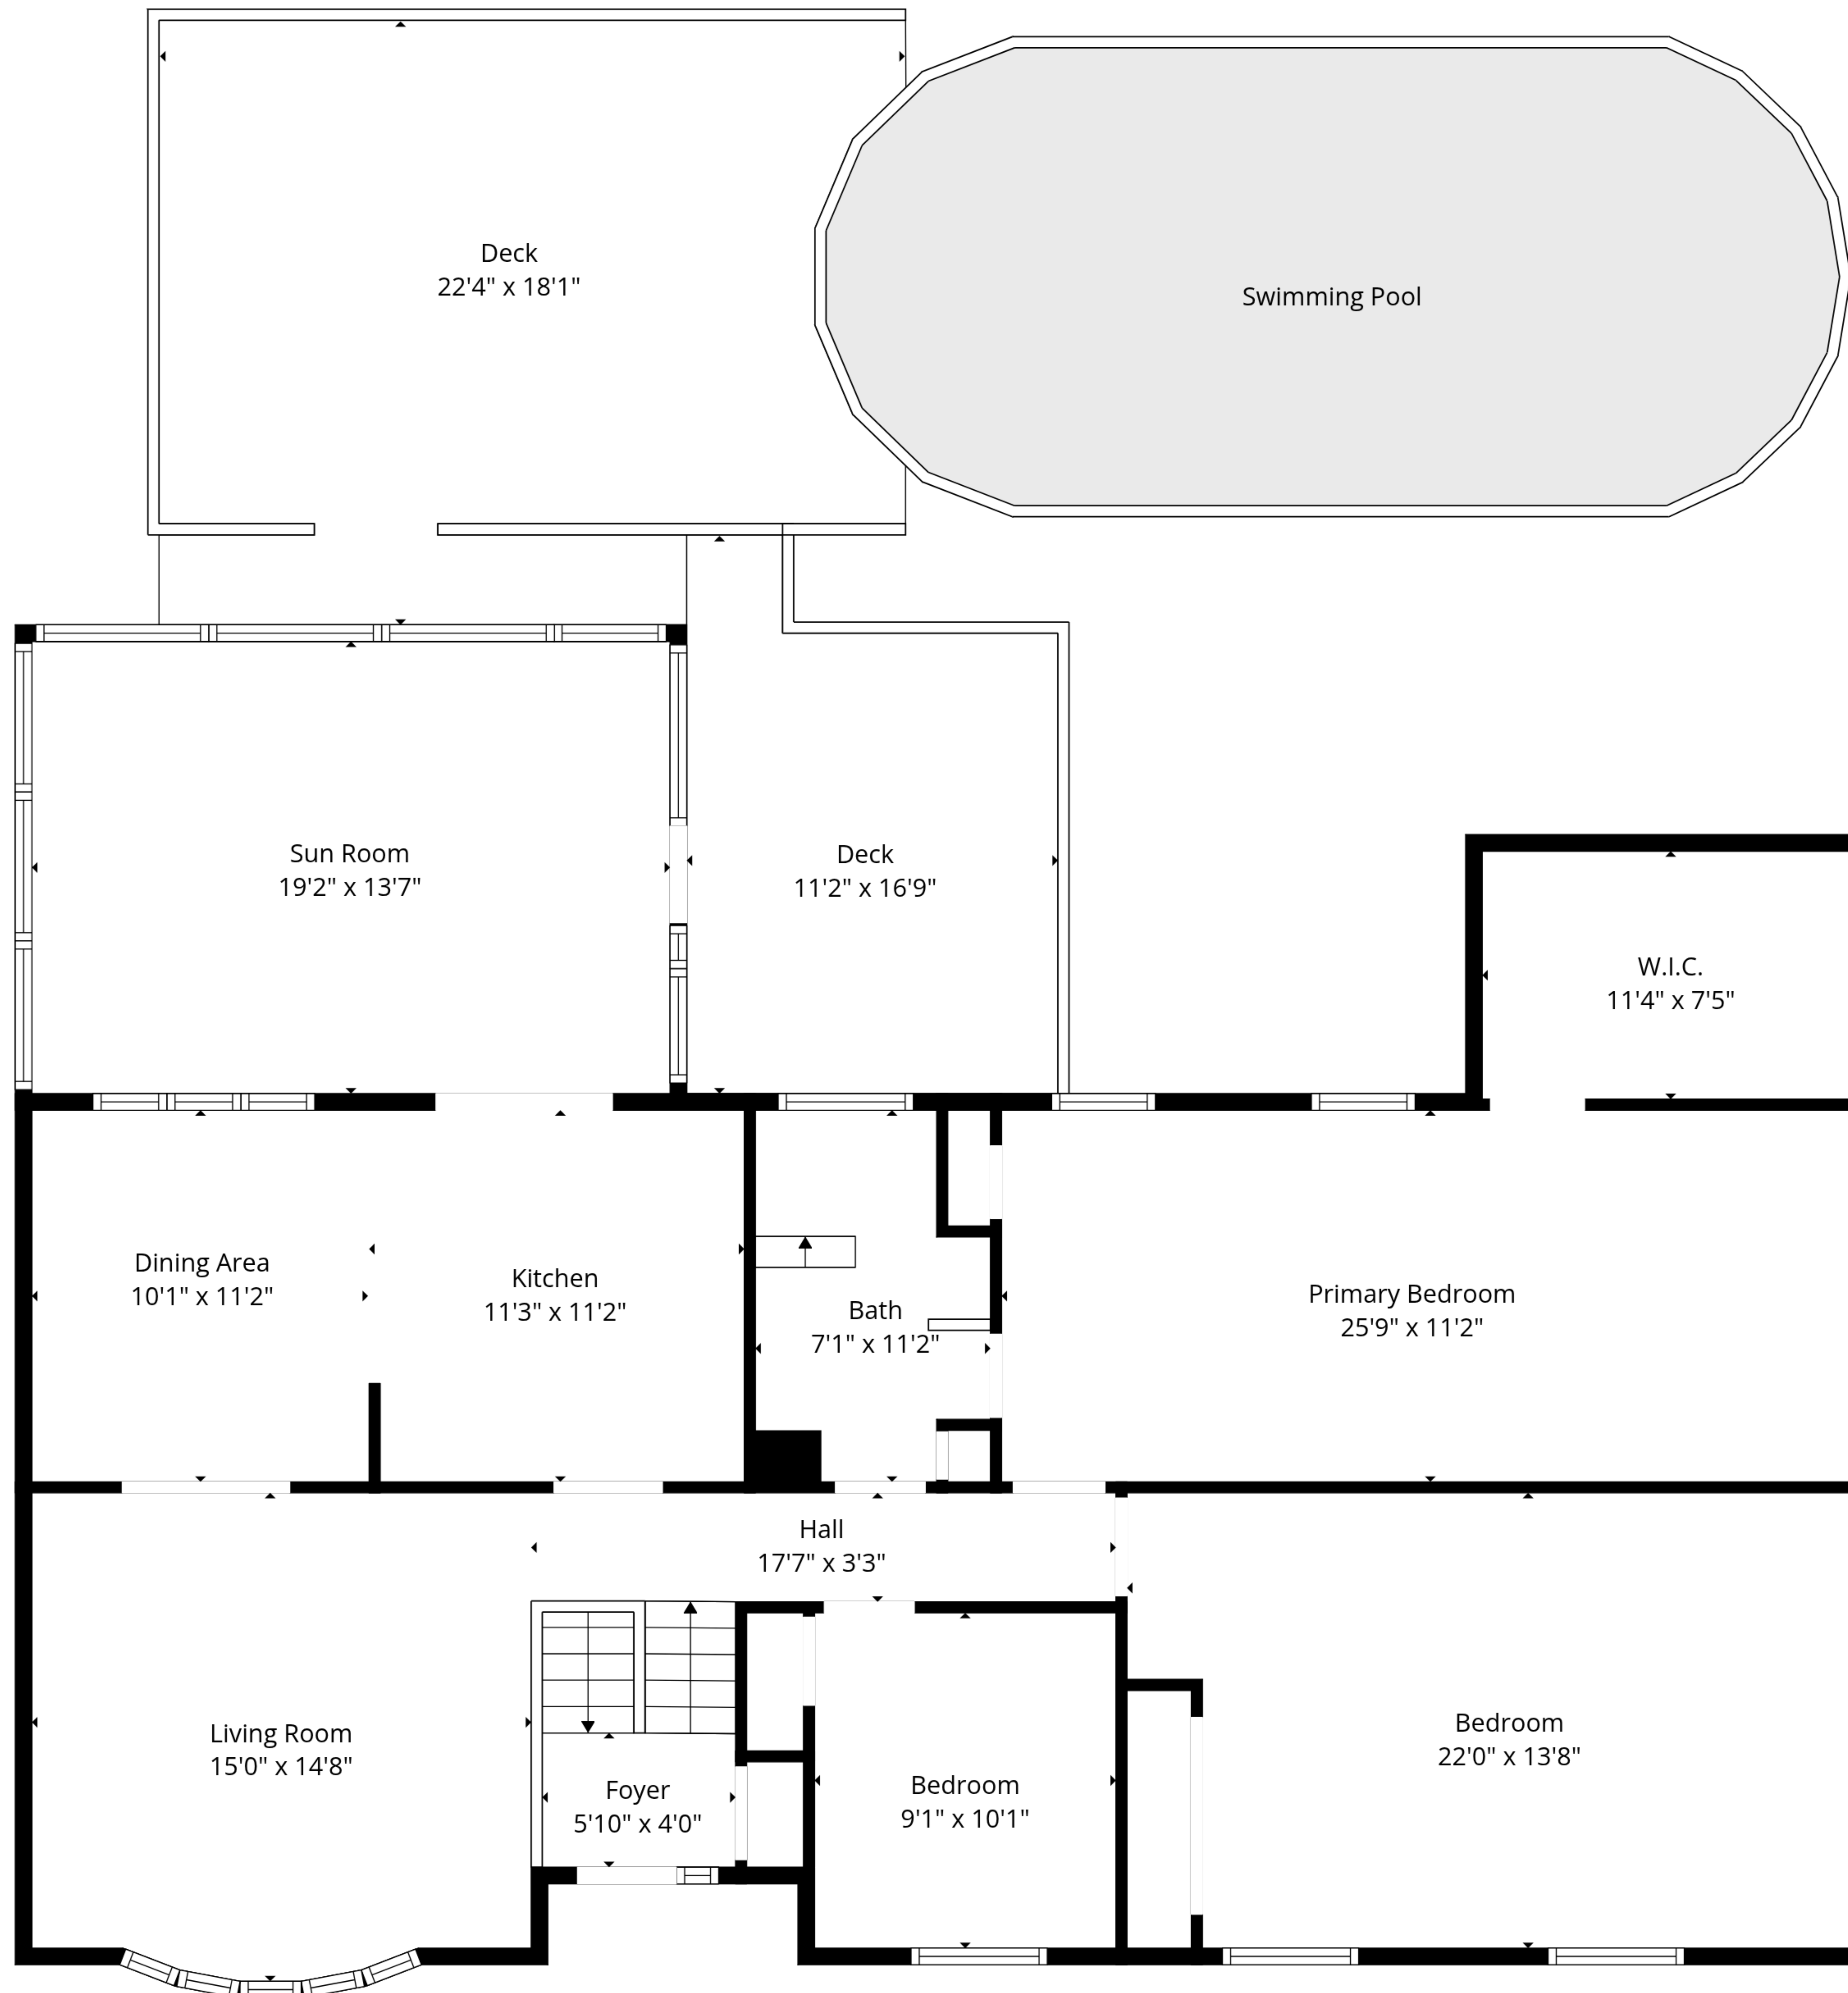 Deck
22'4" x 18'1"
Swimming Pool
Sun Room
19'2" x 13'7"
Deck
11'2" x 16'9"
W.I.C.
11'4" x 7'5"
Dining Area
10'1" x 11'2"
Kitchen
11'3" x 11'2"
Bath
7'1" x 11'2"
Primary Bedroom
25'9" x 11'2"
Hall
17'7" x 3'3"
Living Room
15'0" x 14'8"
Foyer
5'10" x 4'0"
Bedroom
9'1" x 10'1"
Bedroom
22'0" x 13'8"